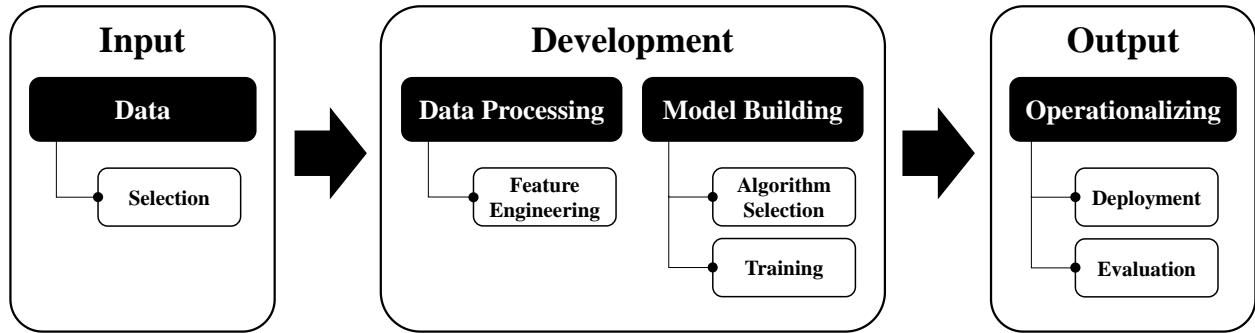 Input
Data
Selection
Development
Data Processing
Feature
Engineering
Model Building
Algorithm
Selection
Training
Output
Operationalizing
Deployment
Evaluation